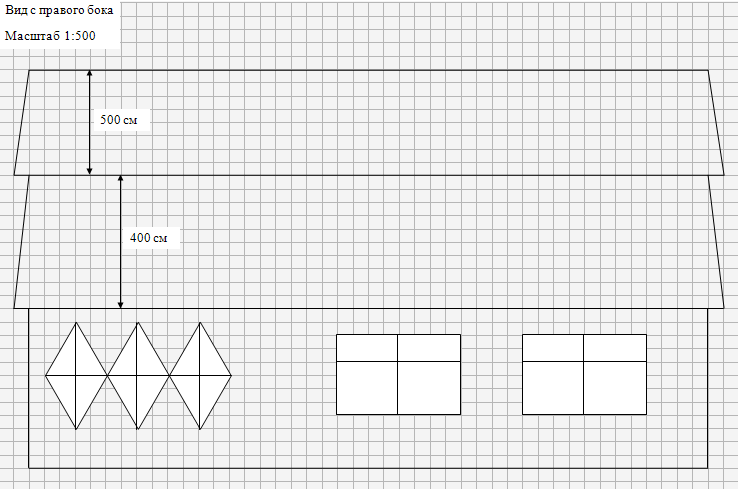 Вид с правого бока
Масштаб 1:500
500 см
400 см